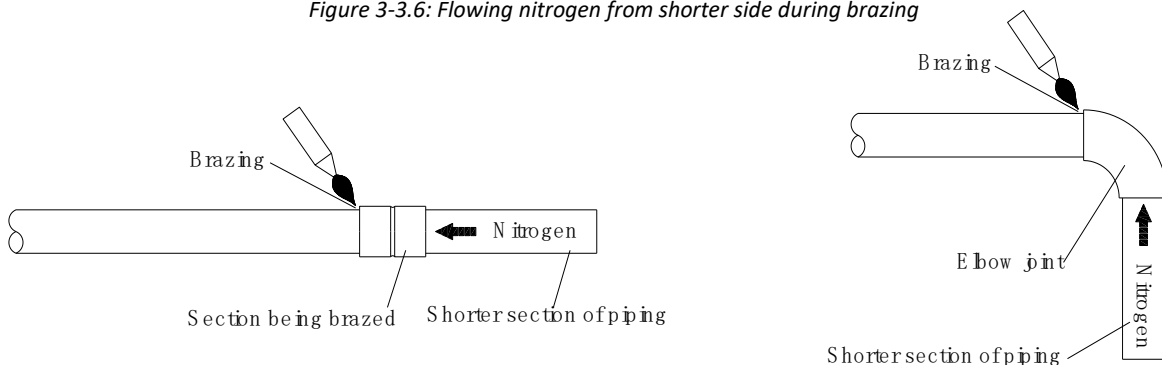 Figure 3-3.6: Flowing nitrogen from shorter side during brazing
Brazing
Nitrogen
Section being brazed
Shorter section of piping
Brazing
Elbow joint
Nitrogen
Shorter section of piping